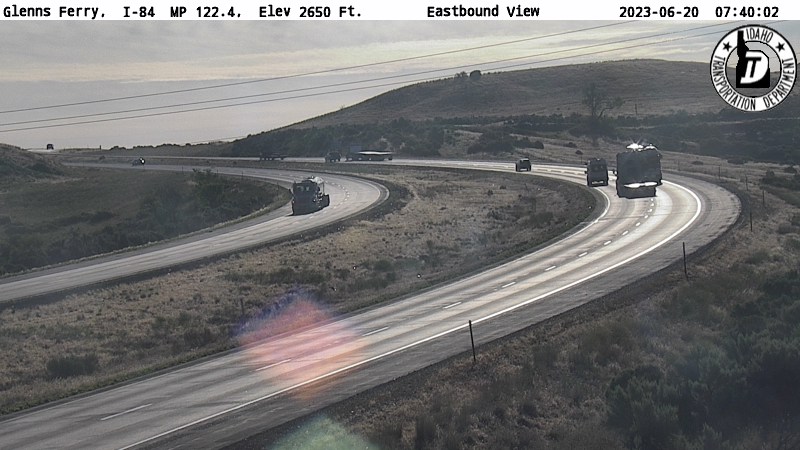 Glenns Ferry, I-84 MP 122.4, Elev 2650 Ft. Eastbound View 2023-06-20 07:40:02
IDAHO
TRANSPORTATION DEPARTMENT